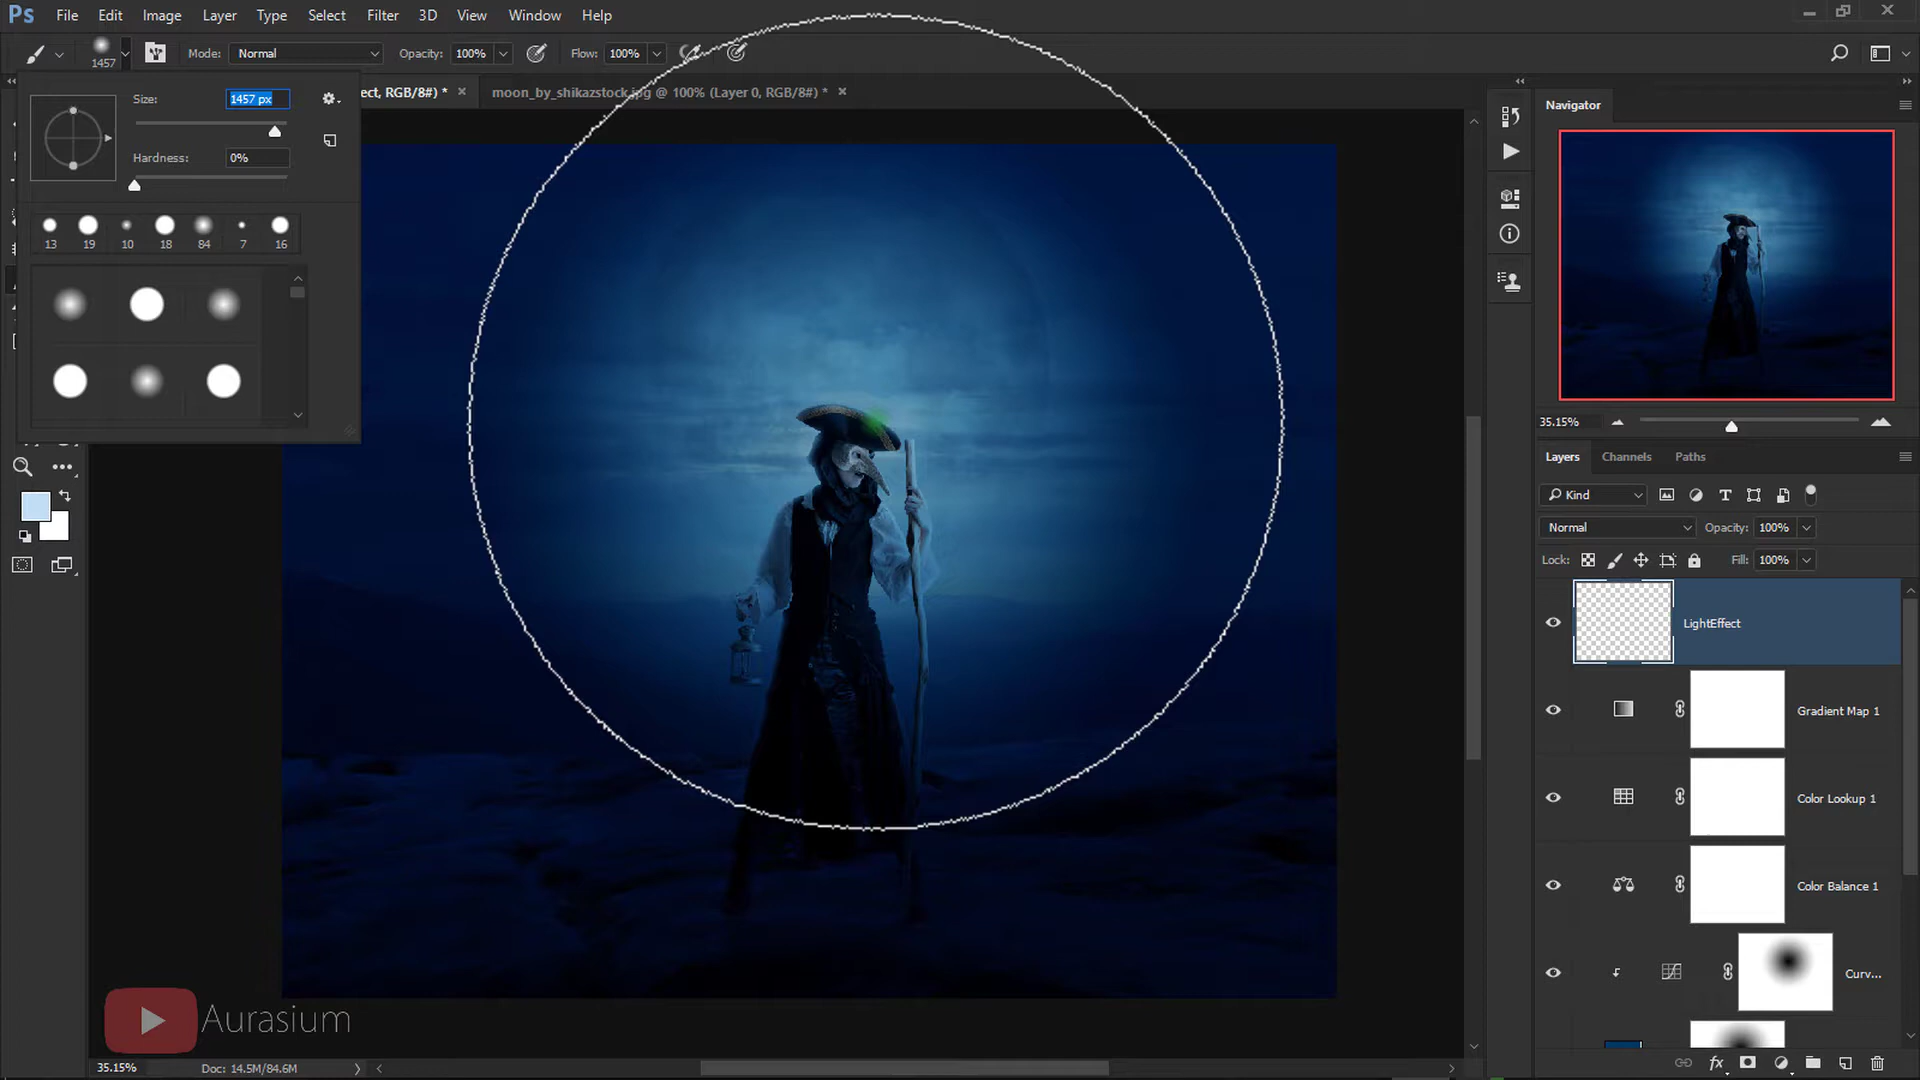 Ps File Edit Image Layer Type Select Filter 3D View Window Help
1457 Mode: Normal Opacity: 100% Flow: 100%
ect, RGB/8#) * moon_by_shikazstock.jpg @ 100% (Layer 0, RGB/8#) *
Size: 1457 px
Hardness: 0%
13 19 10 18 84 7 16
Navigator
35.15%
Layers Channels Paths
Kind
Normal Opacity: 100%
Lock: Fill: 100%
LightEffect
Gradient Map 1
Color Lookup 1
Color Balance 1
Curv...
fx
Aurasium
35.15% Doc: 14.5M/84.6M